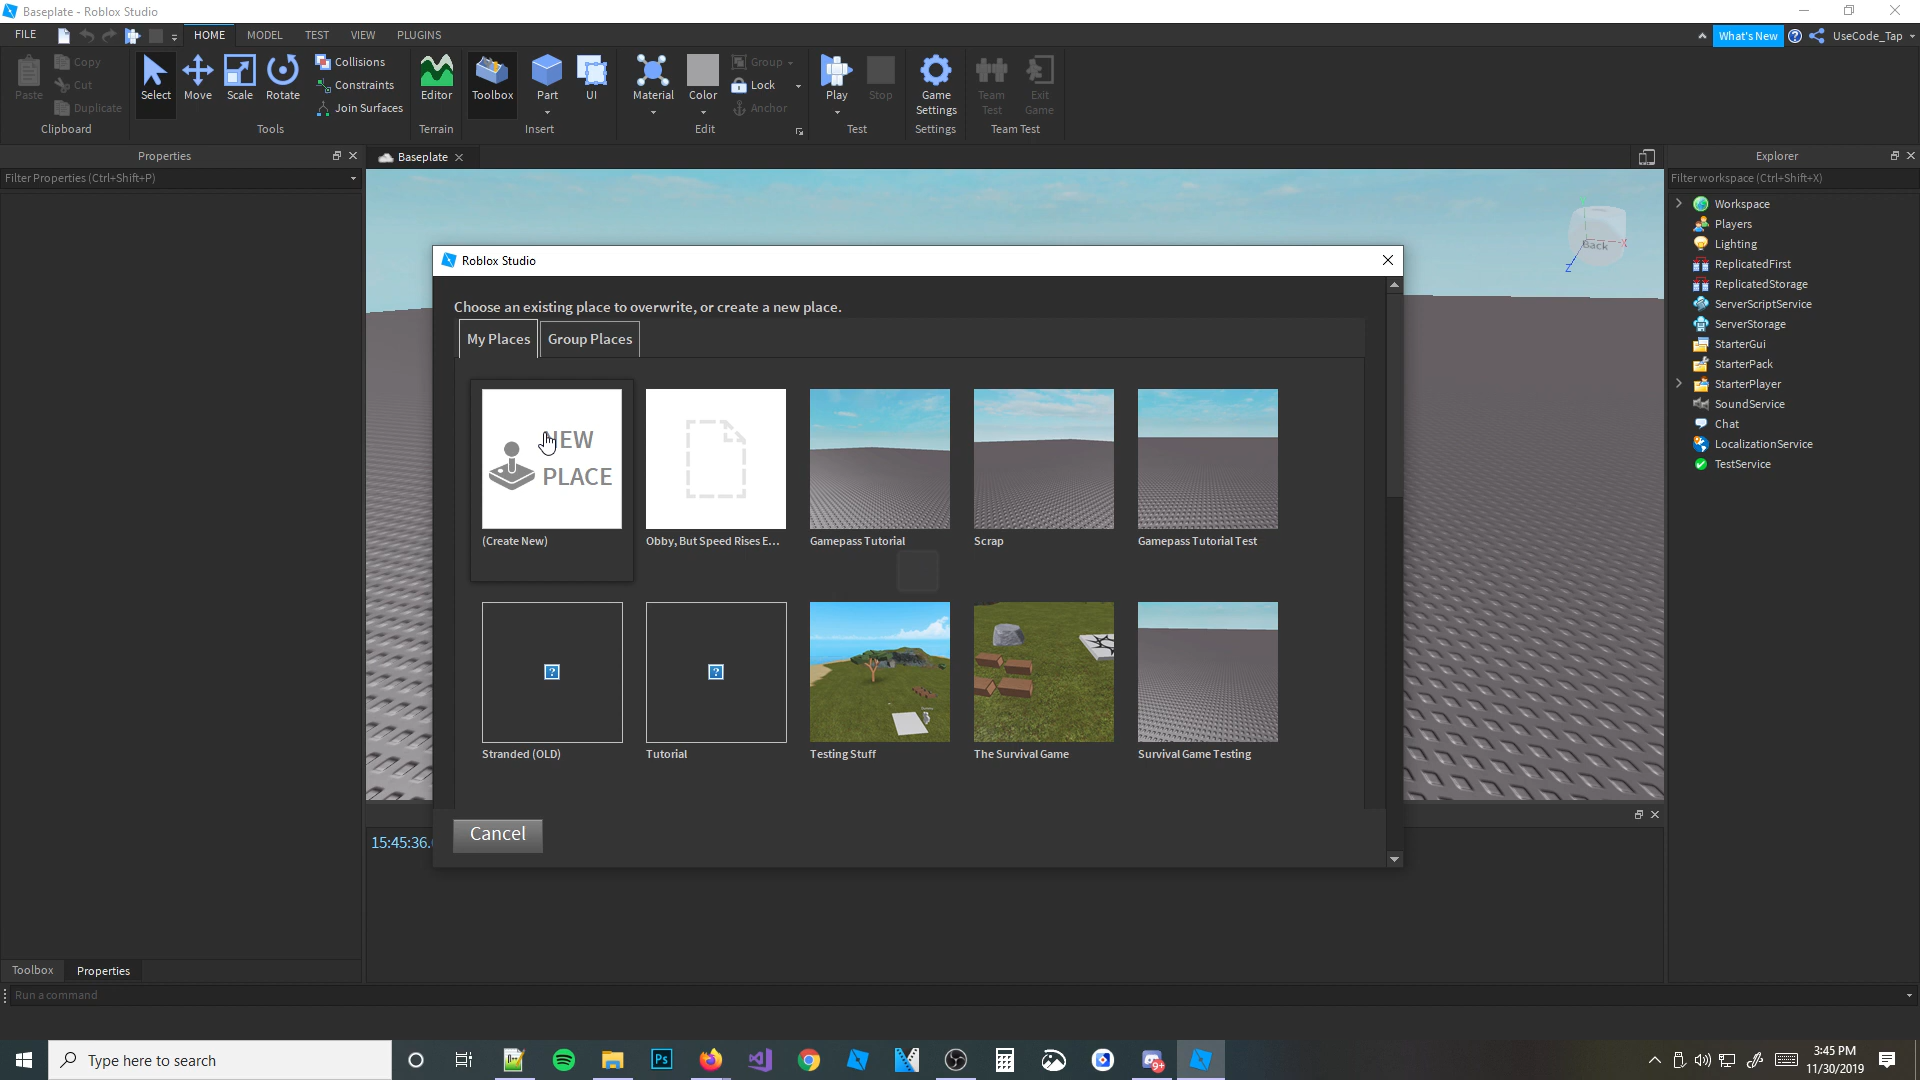 Baseplate - Roblox Studio
FILE HOME MODEL TEST VIEW PLUGINS What's New UseCode_Tap
Paste Copy Cut Duplicate
Select Move Scale Rotate Collisions Constraints Join Surfaces
Editor Toolbox Part UI Material Color Group Lock Anchor
Play Stop Game Settings Team Test Exit Game
Clipboard Tools Terrain Insert Edit Test Settings Team Test
Properties
Filter Properties (Ctrl+Shift+P)
Baseplate
Back
Z
X
Roblox Studio
Choose an existing place to overwrite, or create a new place.
My Places Group Places
NEW
PLACE
(Create New) Obby, But Speed Rises E... Gamepass Tutorial Scrap Gamepass Tutorial Test
Stranded (OLD) Tutorial Testing Stuff The Survival Game Survival Game Testing
Cancel
15:45:36.
Explorer
Filter workspace (Ctrl+Shift+X)
Workspace
Players
Lighting
ReplicatedFirst
ReplicatedStorage
ServerScriptService
ServerStorage
StarterGui
StarterPack
StarterPlayer
SoundService
Chat
LocalizationService
TestService
Toolbox Properties
Run a command
Type here to search
Ps
9+
3:45 PM
11/30/2019